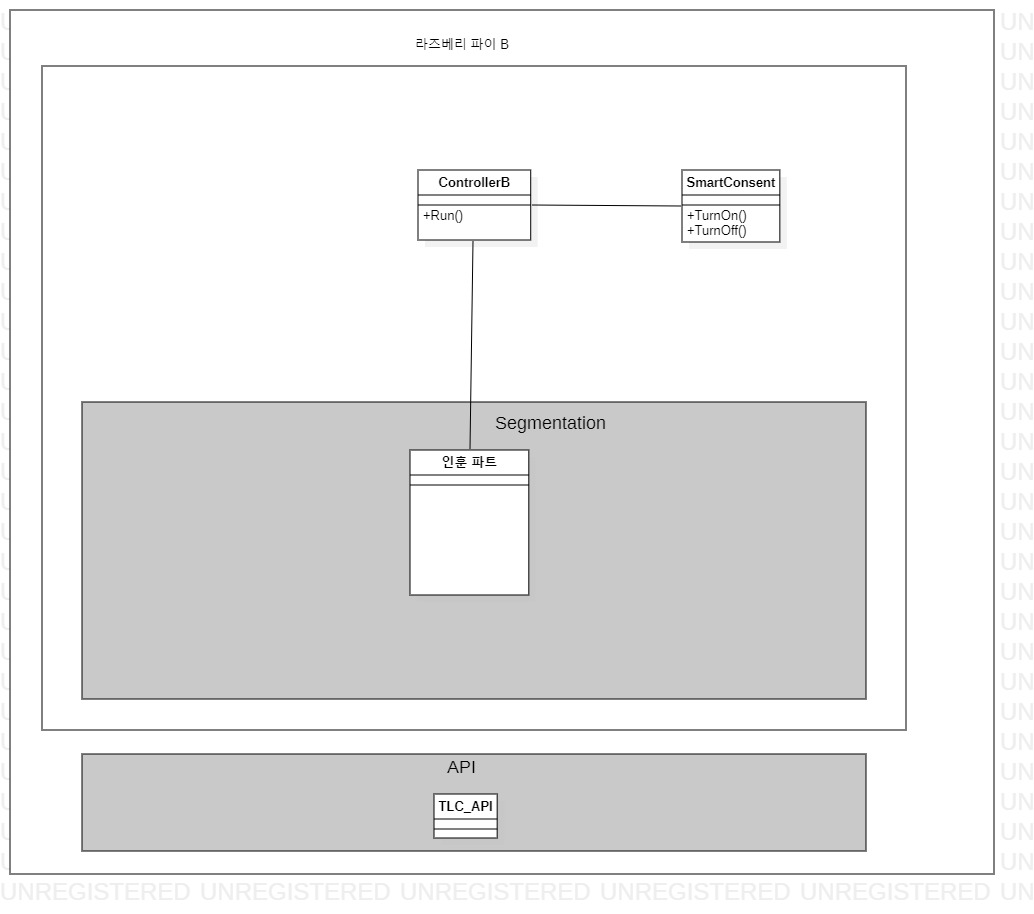 라즈베리 파이 B
ControllerB
+Run()
SmartConsent
+TurnOn()
+TurnOff()
Segmentation
인훈 파트
API
TLC_API
UNREGISTERED UNREGISTERED UNREGISTERED UNREGISTERED UNREGISTERED UN